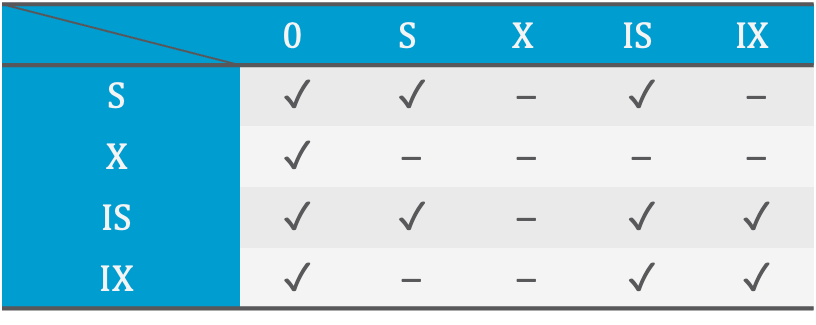 0 S X IS IX
S ✓ ✓ – ✓ –
X ✓ – – – –
IS ✓ ✓ – ✓ ✓
IX ✓ – – ✓ ✓